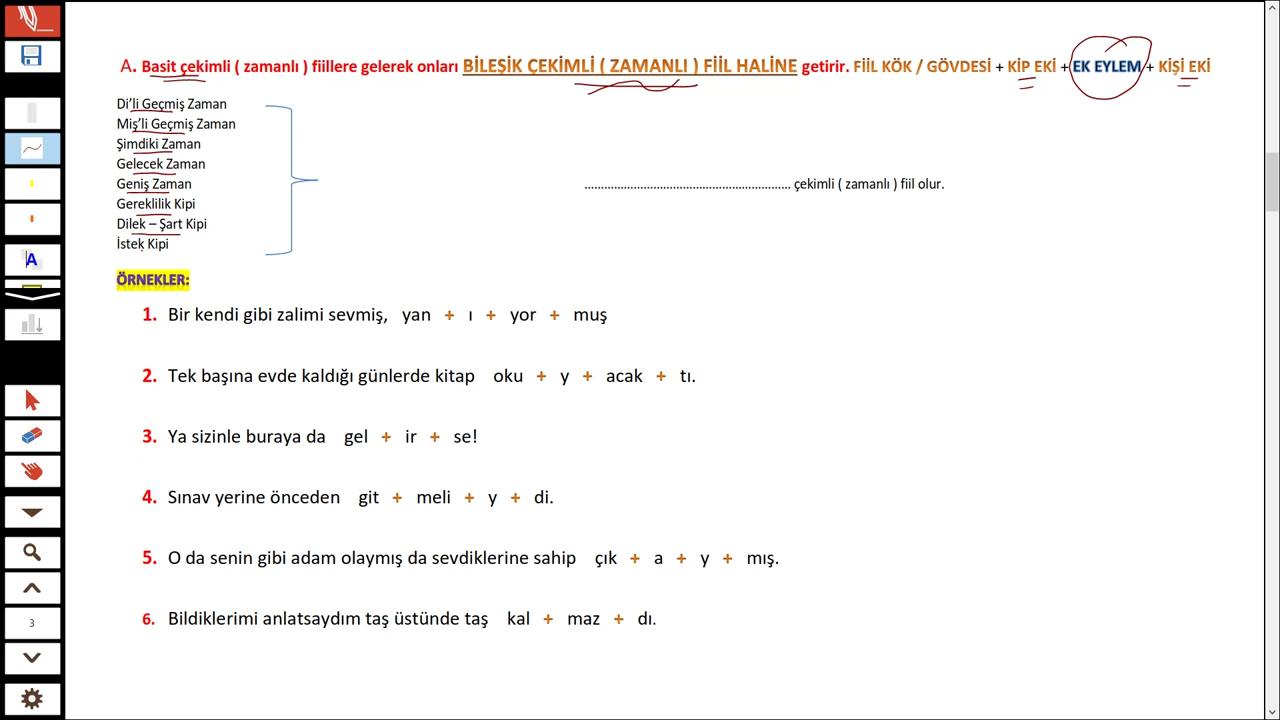 A. Basit çekimli ( zamanlı ) fiillere gelerek onları BİLEŞİK ÇEKİMLİ ( ZAMANLI ) FİİL HALİNE getirir. FİİL KÖK / GÖVDESİ + KİP EKİ + EK EYLEM + KİŞİ EKİ
Di'li Geçmiş Zaman
Miş'li Geçmiş Zaman
Şimdiki Zaman
Gelecek Zaman
Geniş Zaman
Gereklilik Kipi
Dilek – Şart Kipi
İstek Kipi
............................................................... çekimli ( zamanlı ) fiil olur.
ÖRNEKLER:
1. Bir kendi gibi zalimi sevmiş, yan + ı + yor + muş
2. Tek başına evde kaldığı günlerde kitap oku + y + acak + tı.
3. Ya sizinle buraya da gel + ir + se!
4. Sınav yerine önceden git + meli + y + di.
5. O da senin gibi adam olaymış da sevdiklerine sahip çık + a + y + mış.
6. Bildiklerimi anlatsaydım taş üstünde taş kal + maz + dı.
A
3